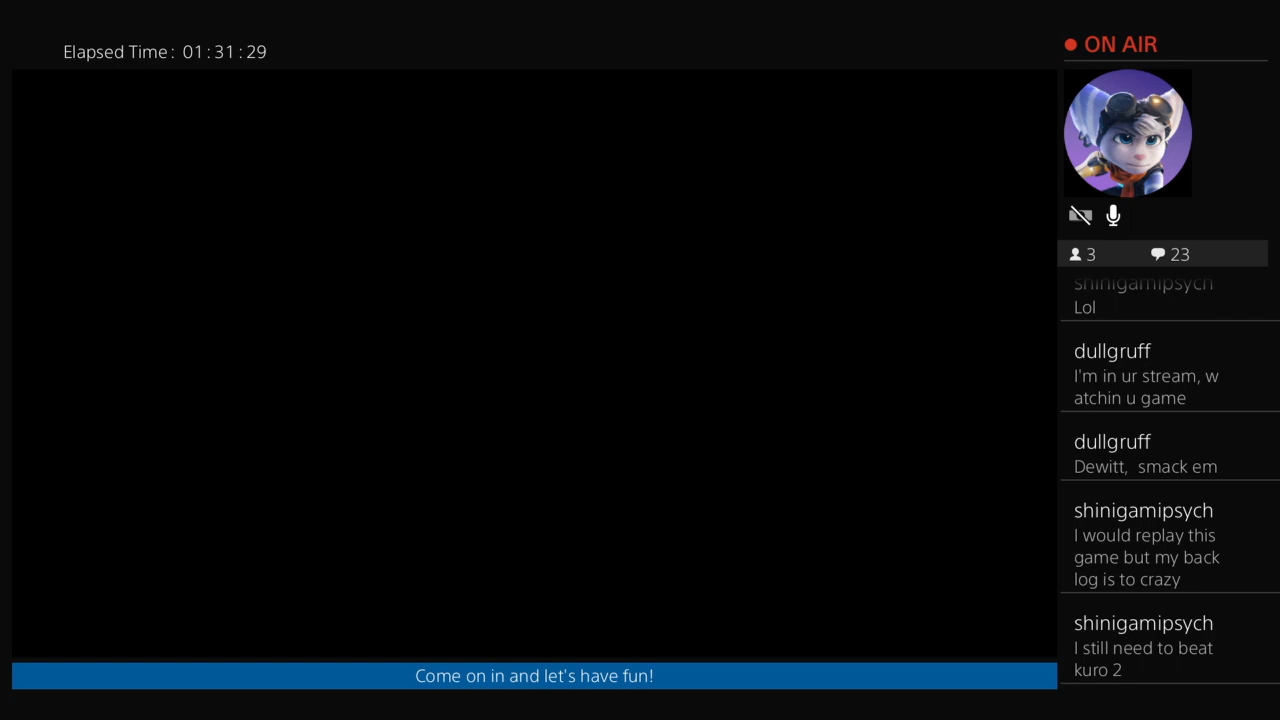 Elapsed Time: 01:31:29
ON AIR
3 23
shinigamipsych
Lol
dullgruff
I'm in ur stream, w
atchin u game
dullgruff
Dewitt, smack em
shinigamipsych
I would replay this
game but my back
log is to crazy
shinigamipsych
I still need to beat
kuro 2
Come on in and let's have fun!